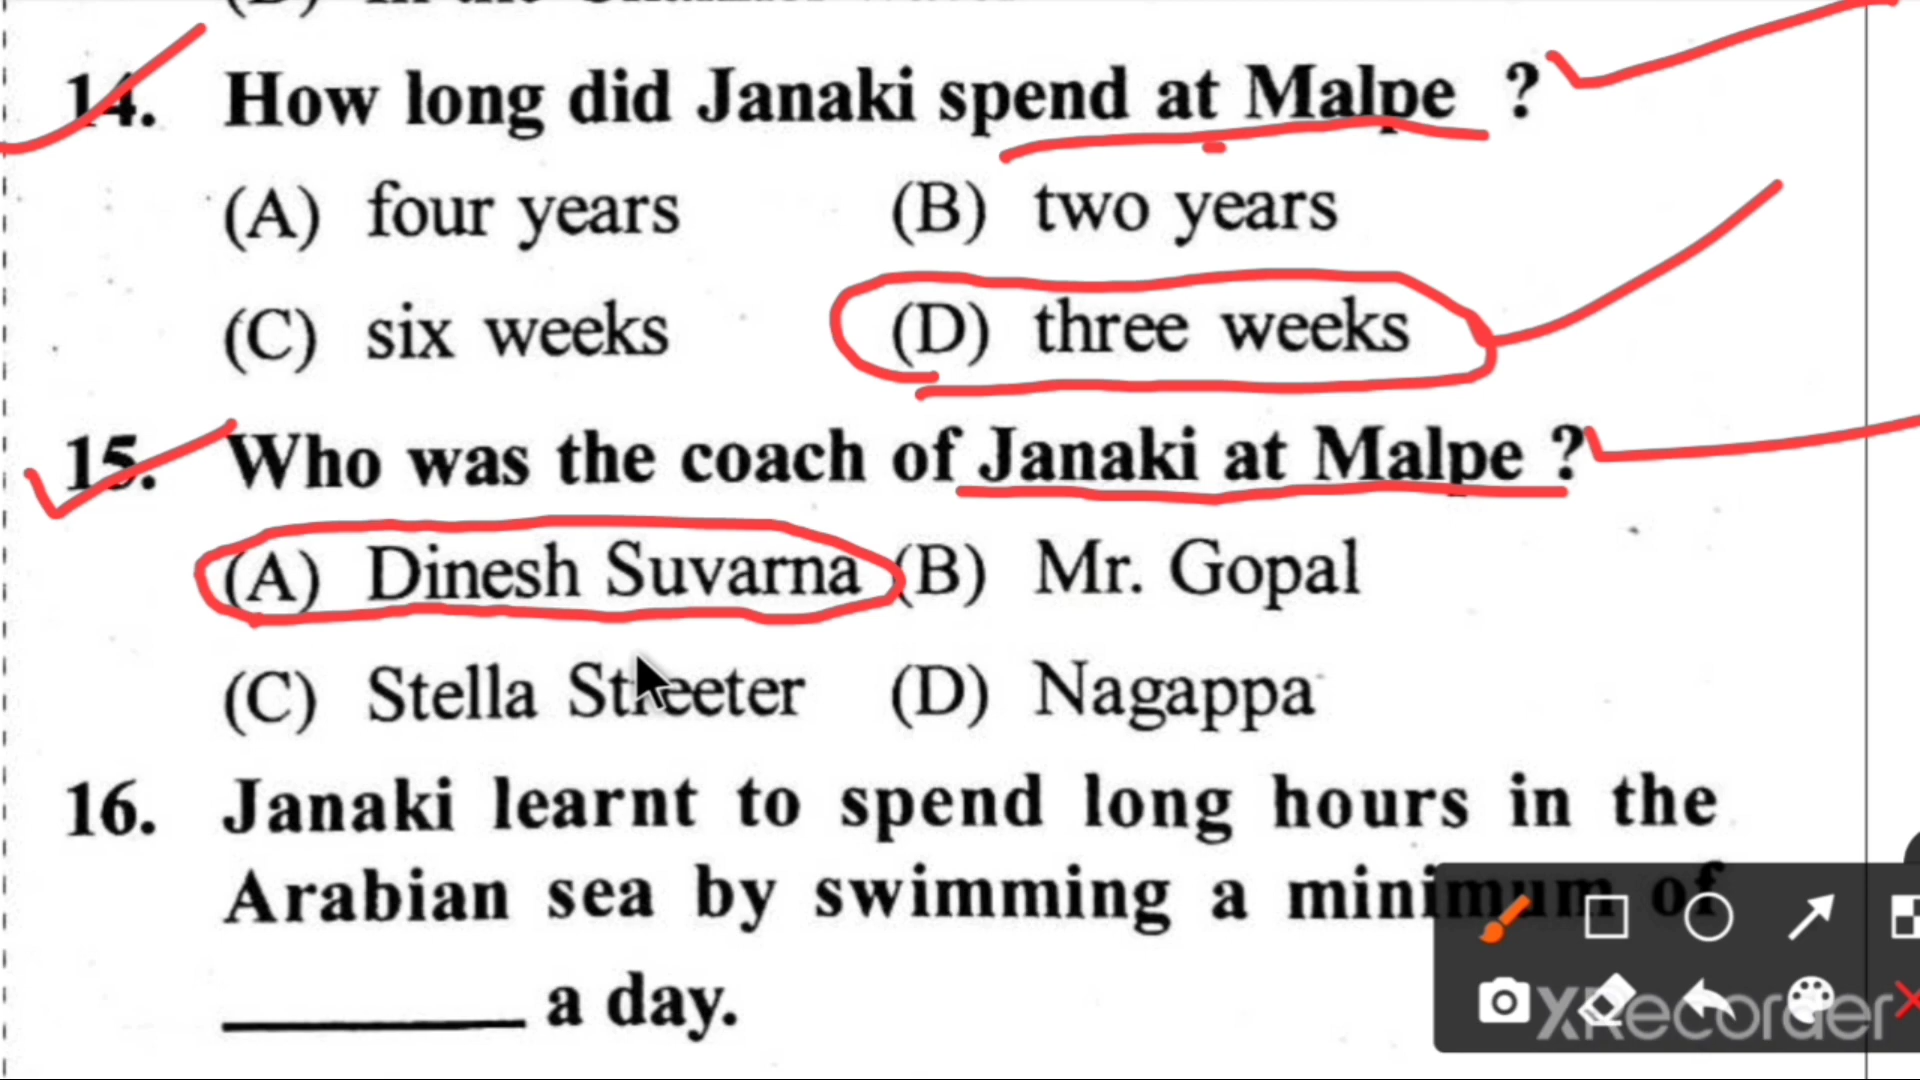 14. How long did Janaki spend at Malpe ?
(A) four years (B) two years
(C) six weeks (D) three weeks
15. Who was the coach of Janaki at Malpe ?
(A) Dinesh Suvarna (B) Mr. Gopal
(C) Stella Streeter (D) Nagappa
16. Janaki learnt to spend long hours in the
Arabian sea by swimming a minimum of
__________ a day.
XRecorder